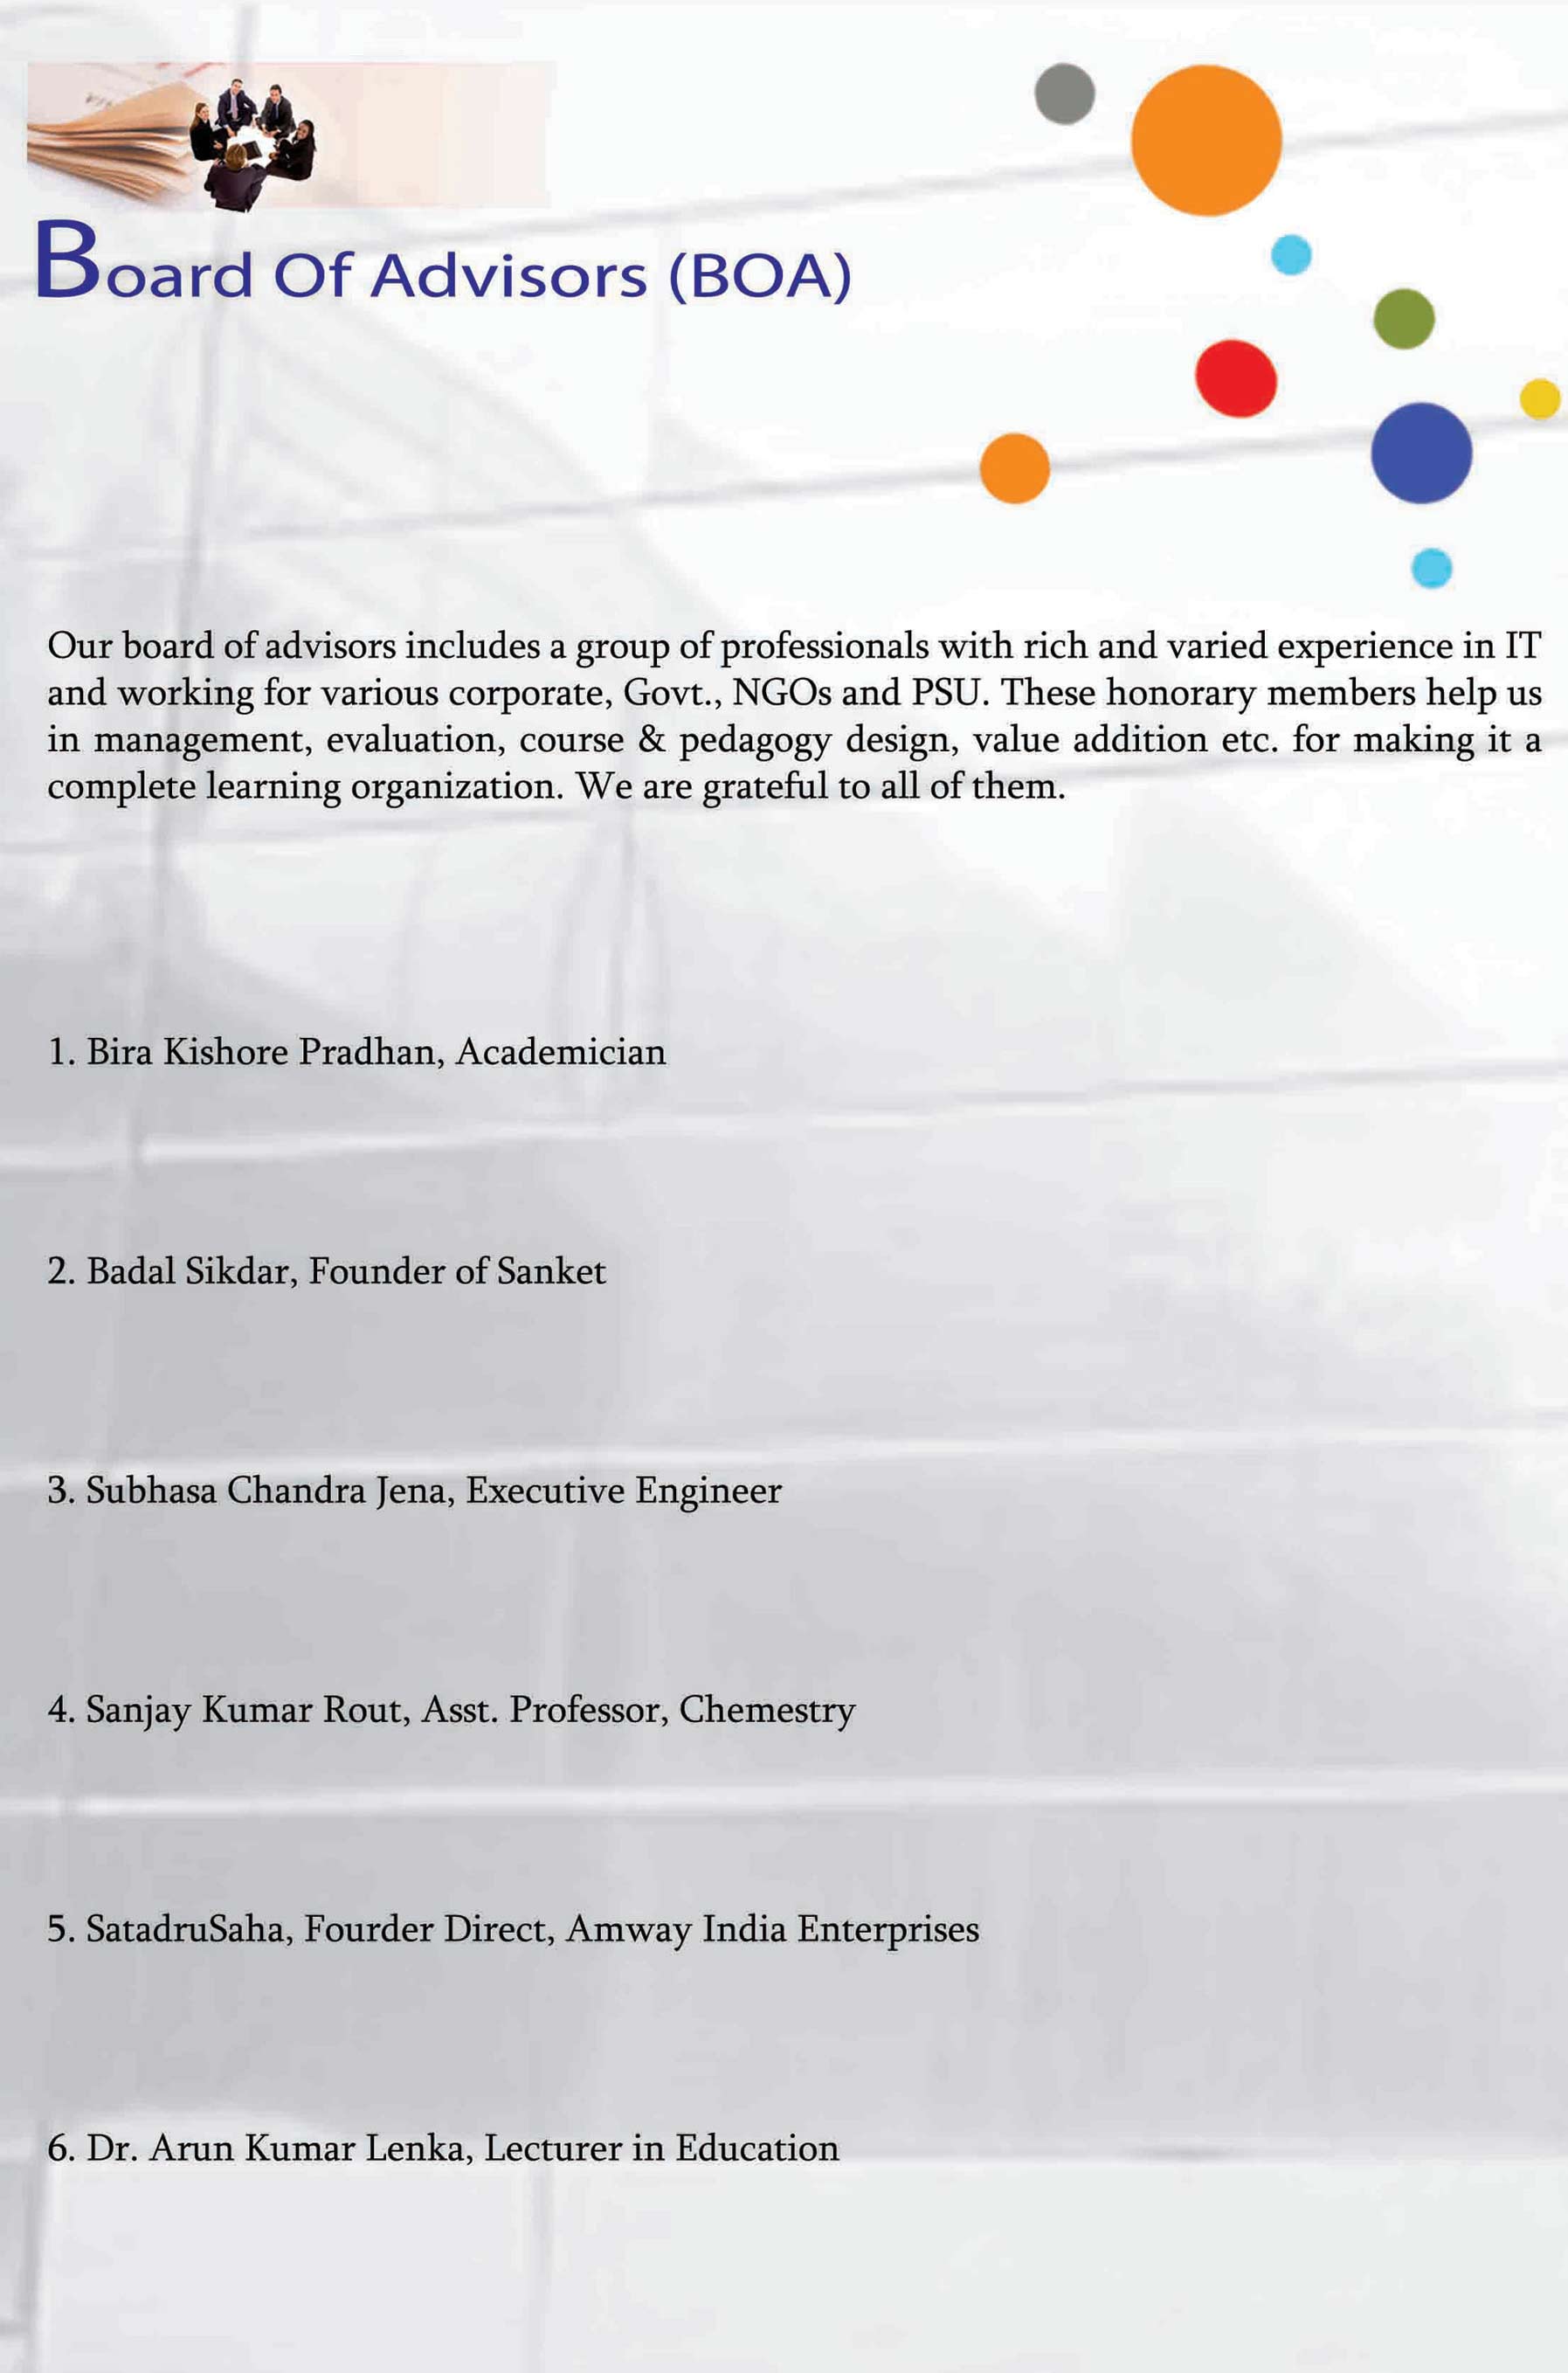 Board Of Advisors (BOA)
Our board of advisors includes a group of professionals with rich and varied experience in IT
and working for various corporate, Govt., NGOs and PSU. These honorary members help us
in management, evaluation, course & pedagogy design, value addition etc. for making it a
complete learning organization. We are grateful to all of them.
1. Bira Kishore Pradhan, Academician
2. Badal Sikdar, Founder of Sanket
3. Subhasa Chandra Jena, Executive Engineer
4. Sanjay Kumar Rout, Asst. Professor, Chemestry
5. SatadruSaha, Fourder Direct, Amway India Enterprises
6. Dr. Arun Kumar Lenka, Lecturer in Education